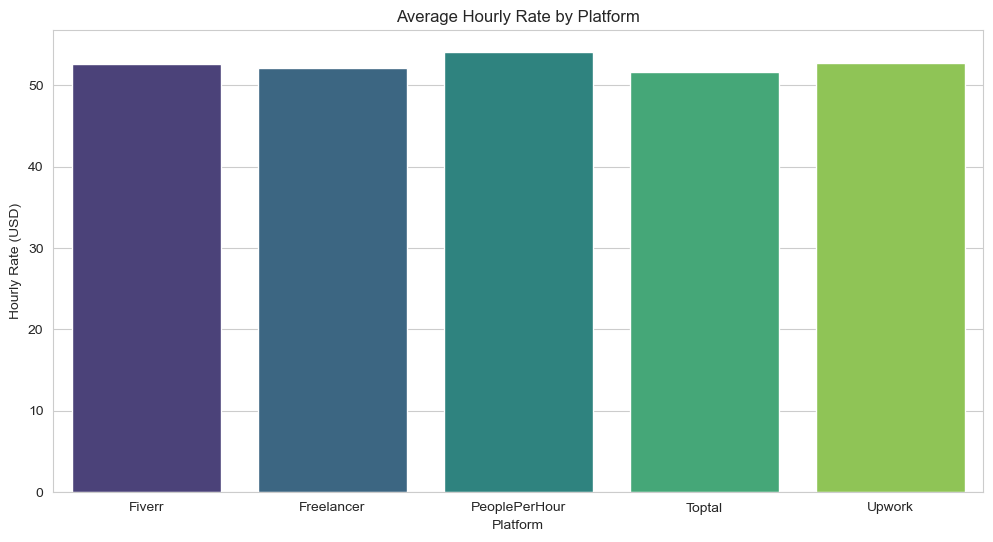 Average Hourly Rate by Platform
Hourly Rate (USD)
50
40
30
20
10
0
Fiverr
Freelancer
PeoplePerHour
Toptal
Upwork
Platform